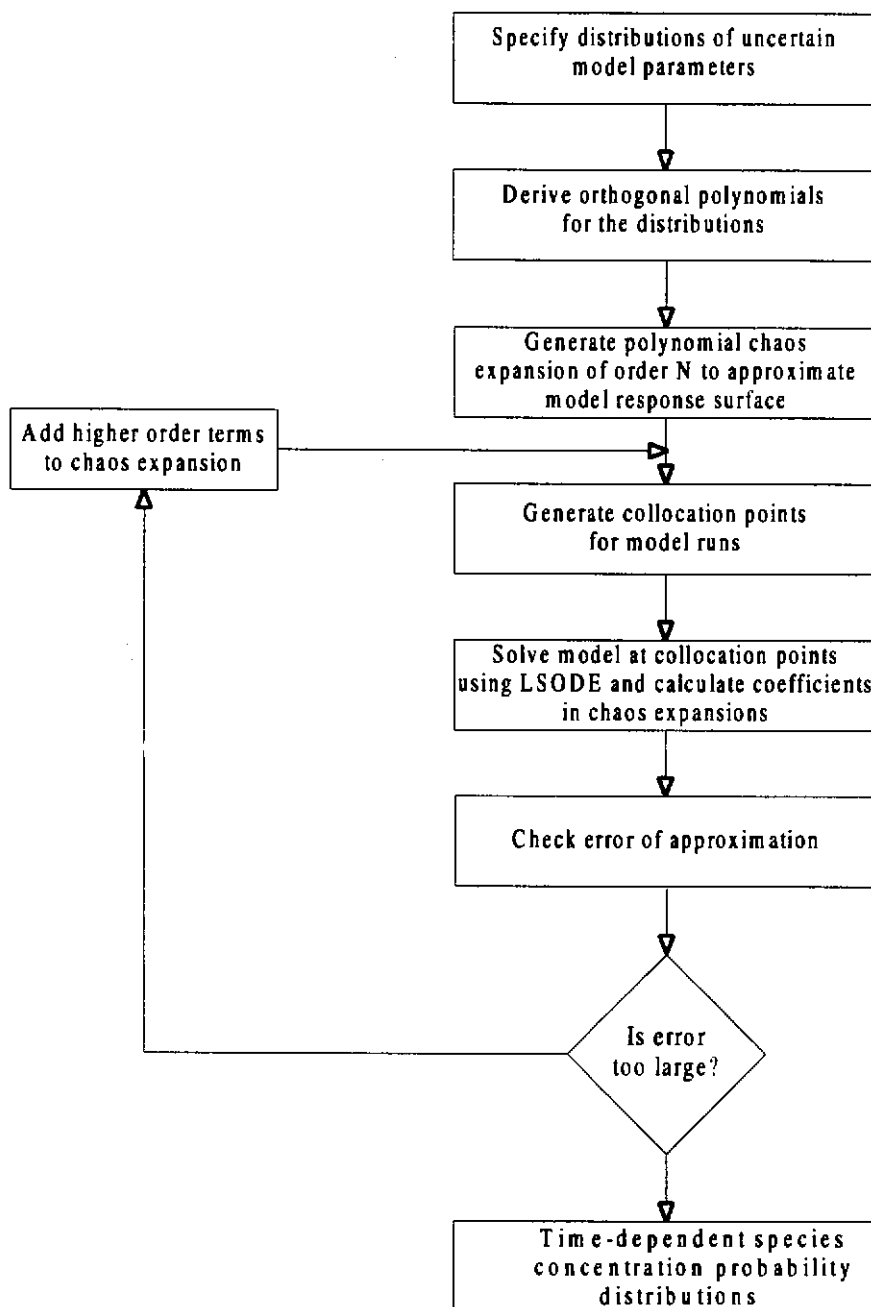 Specify distributions of uncertain
model parameters
Derive orthogonal polynomials
for the distributions
Generate polynomial chaos
expansion of order N to approximate
model response surface
Add higher order terms
to chaos expansion
Generate collocation points
for model runs
Solve model at collocation points
using LSODE and calculate coefficients
in chaos expansions
Check error of approximation
Is error
too large?
Time-dependent species
concentration probability
distributions